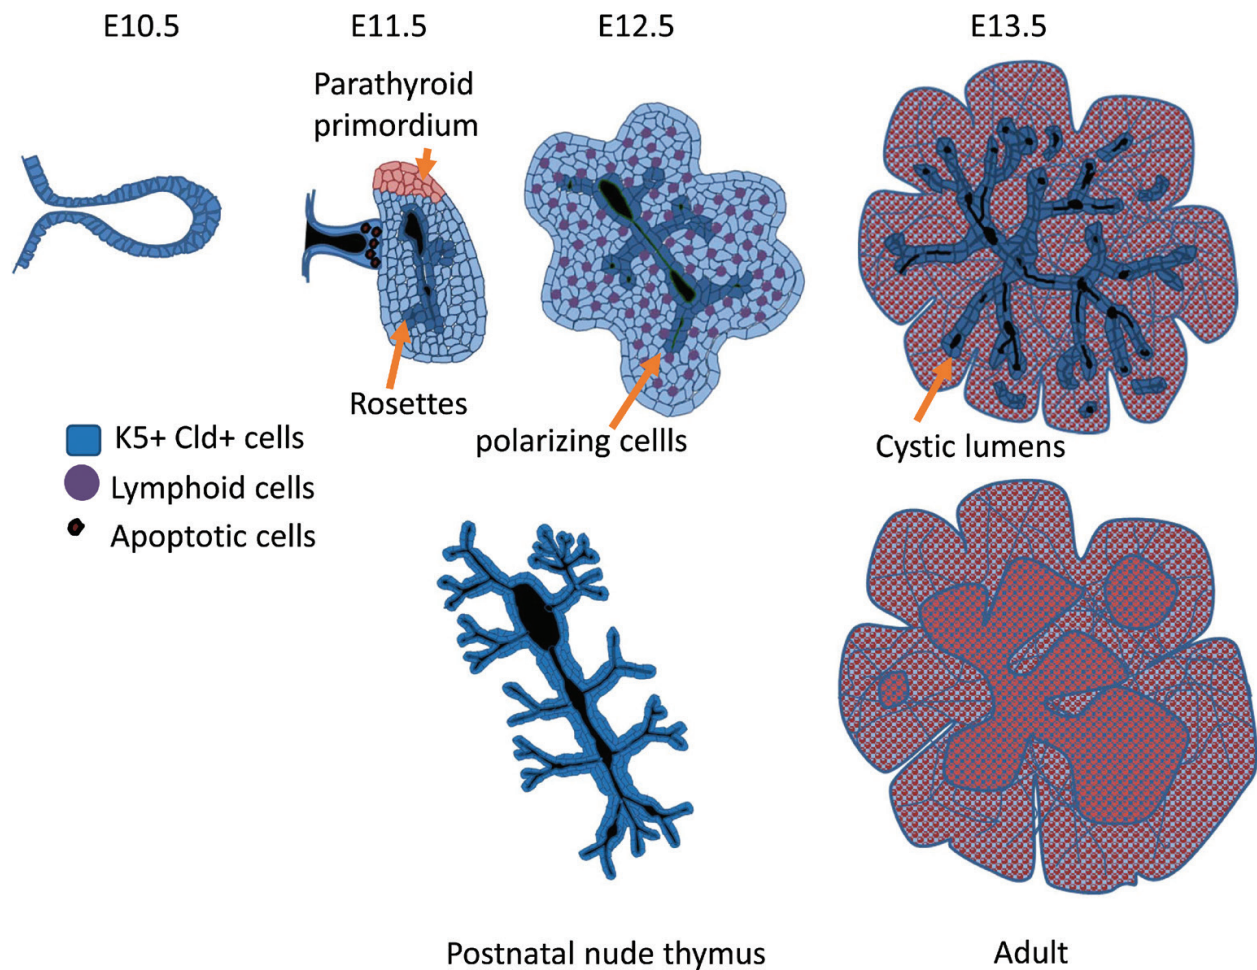 E10.5
E11.5
E12.5
E13.5
Parathyroid
primordium
Rosettes
polarizing cellls
Cystic lumens
K5+ Cld+ cells
Lymphoid cells
Apoptotic cells
Postnatal nude thymus
Adult